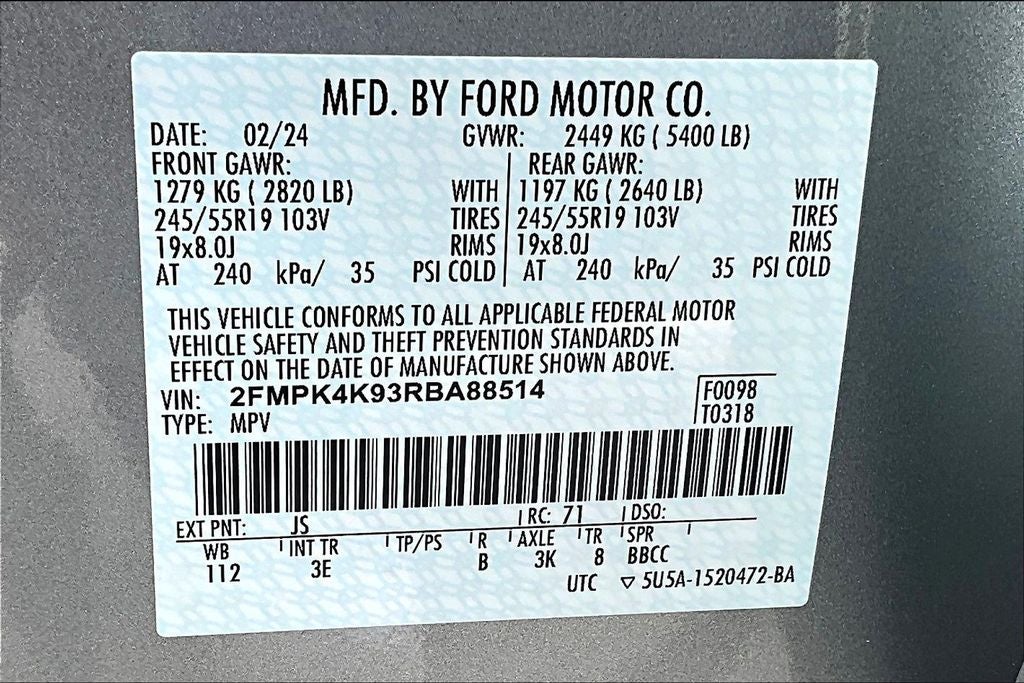 MFD. BY FORD MOTOR CO.
DATE: 02/24 GVWR: 2449 KG ( 5400 LB)
FRONT GAWR: REAR GAWR:
1279 KG ( 2820 LB) WITH 1197 KG ( 2640 LB) WITH
245/55R19 103V TIRES 245/55R19 103V TIRES
19x8.0J RIMS 19x8.0J RIMS
AT 240 kPa/ 35 PSI COLD AT 240 kPa/ 35 PSI COLD
THIS VEHICLE CONFORMS TO ALL APPLICABLE FEDERAL MOTOR
VEHICLE SAFETY AND THEFT PREVENTION STANDARDS IN
EFFECT ON THE DATE OF MANUFACTURE SHOWN ABOVE.
VIN: 2FMPK4K93RBA88514 F0098
TYPE: MPV T0318
EXT PNT: JS RC: 71 DSO:
WB INT TR TP/PS R AXLE TR SPR
112 3E B 3K 8 BBCC
UTC ▽ 5U5A-1520472-BA